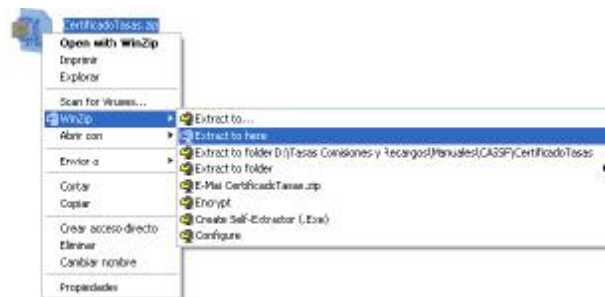 CertificadoTasas.zip
Open with WinZip
Imprimir
Explorar
Scan for Viruses...
WinZip
Abrir con
Enviar a
Cortar
Copiar
Crear acceso directo
Eliminar
Cambiar nombre
Propiedades
Extract to...
Extract to here
Extract to folder D:\Tasas Comisiones y Recargos\Manuales\CASSF\CertificadoTasas
Extract to folder
E-Mail CertificadoTasas.zip
Encrypt
Create Self-Extractor (.Exe)
Configure